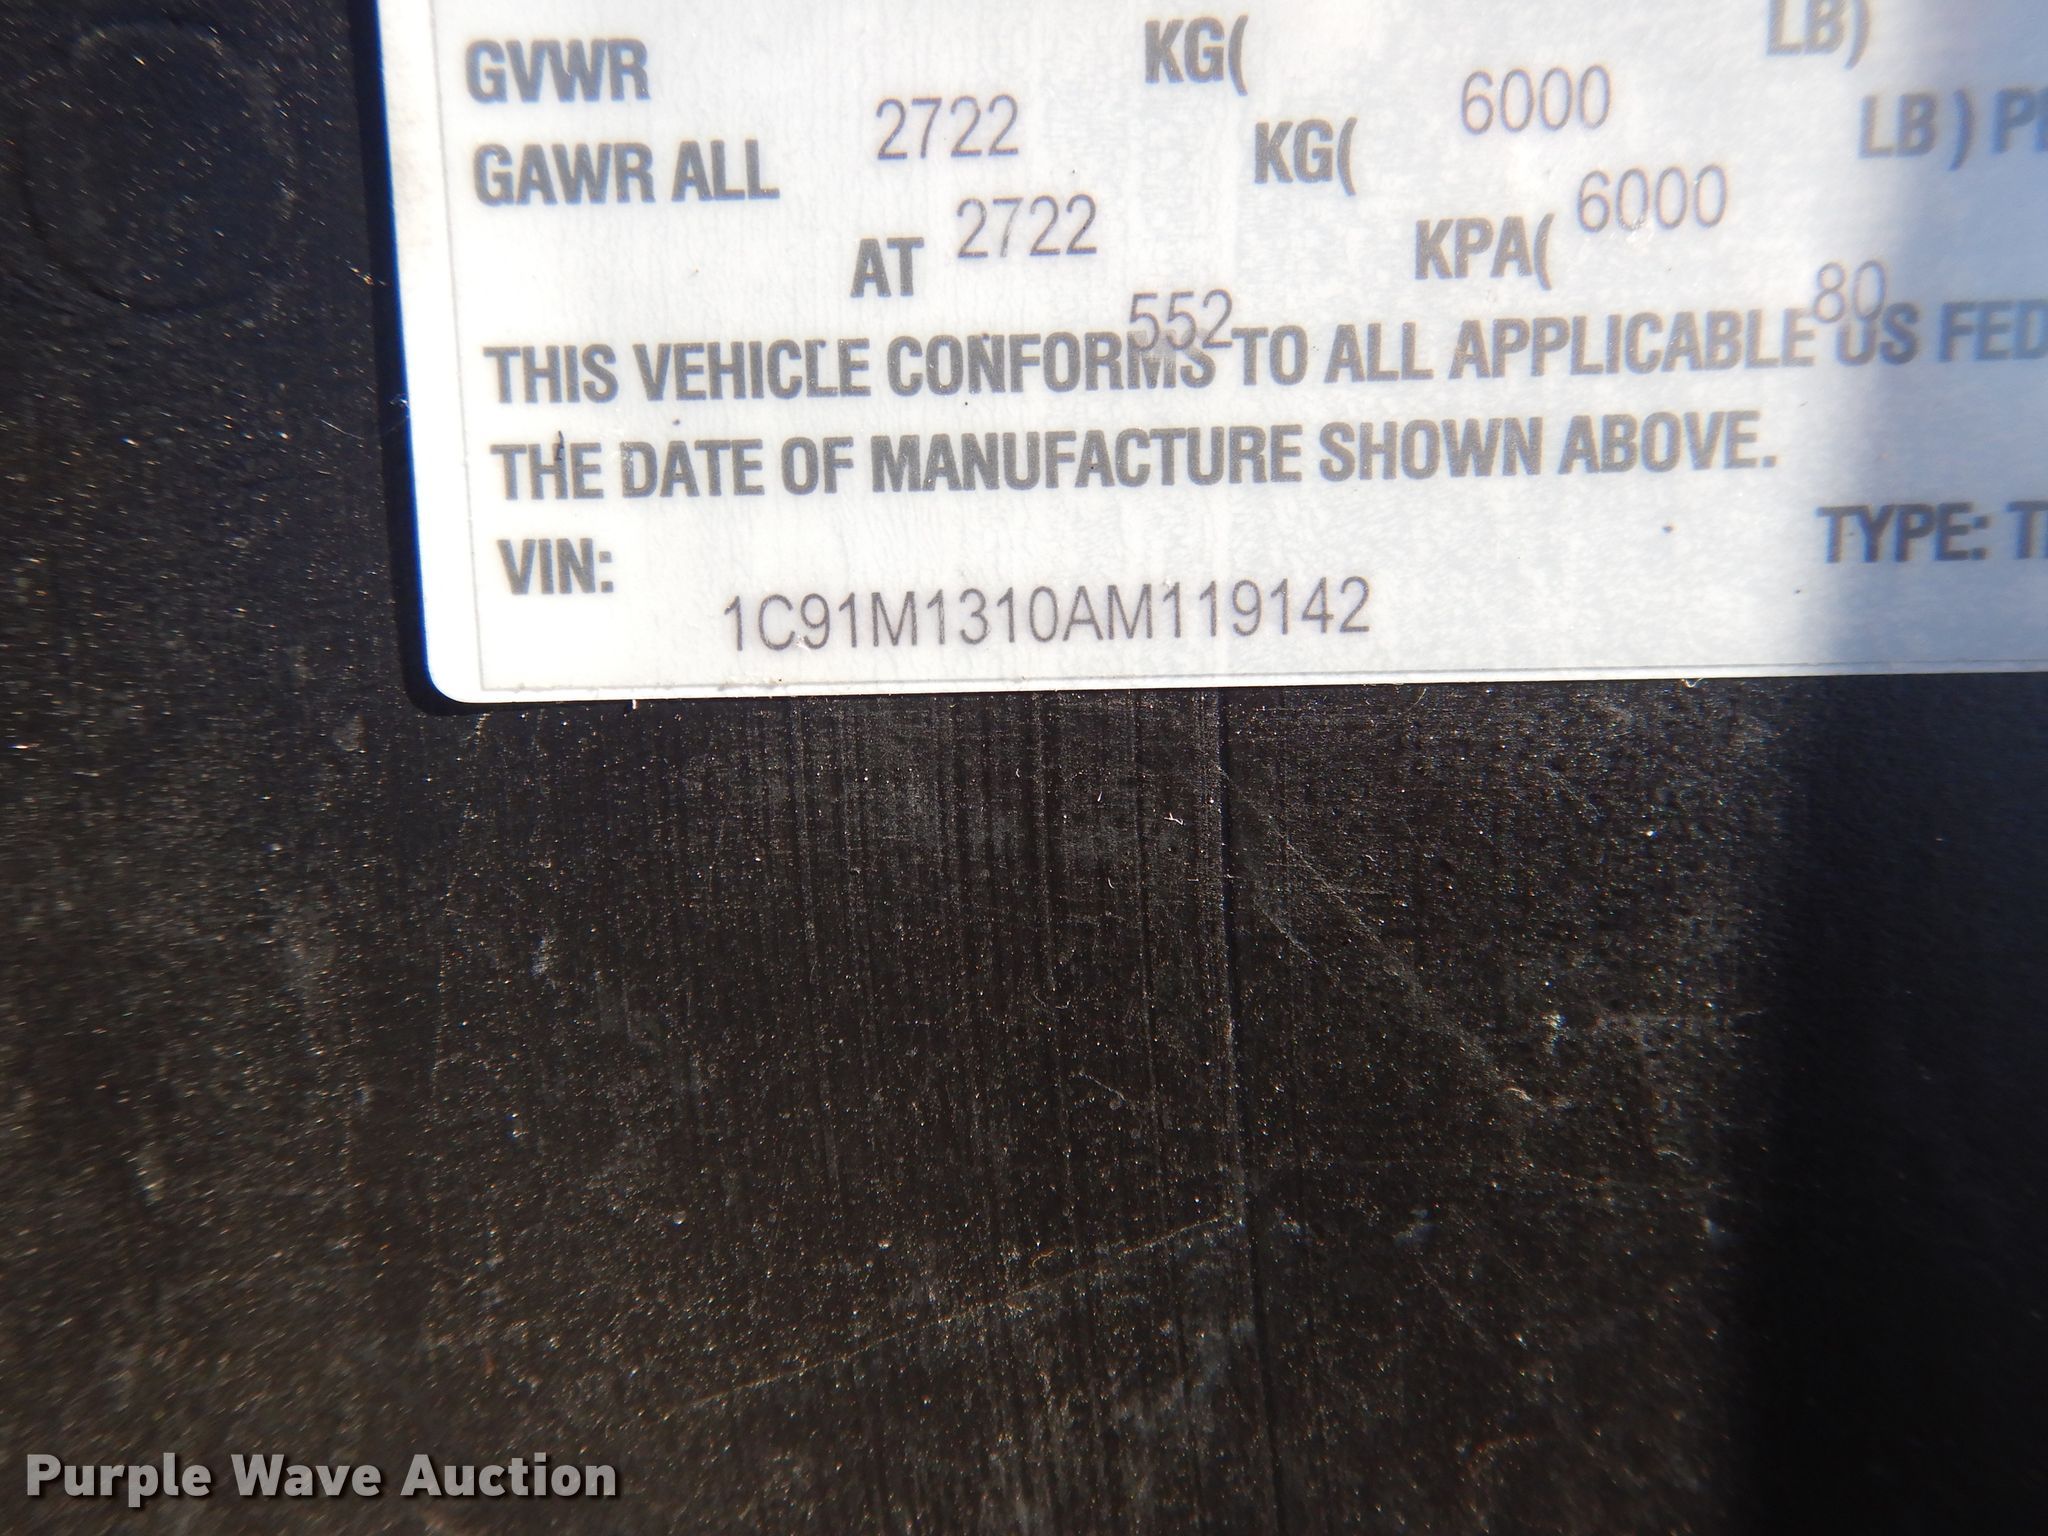 GVWR 2722 KG( 6000 LB)
GAWR ALL 2722 KG( 6000 LB)
AT 552 KPA( 80
THIS VEHICLE CONFORMS TO ALL APPLICABLE US FED
THE DATE OF MANUFACTURE SHOWN ABOVE.
VIN: 1C91M1310AM119142 TYPE:
Purple Wave Auction